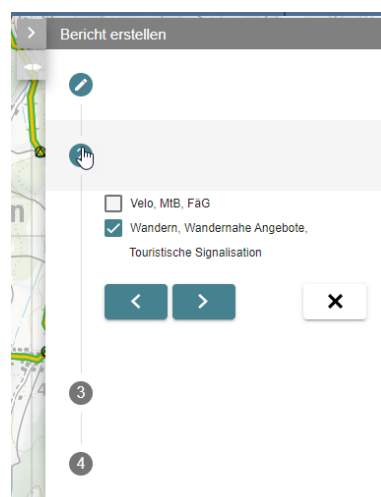 Bericht erstellen
Velo, MtB, FäG
Wandern, Wandernahe Angebote,
Touristische Signalisation
3
4